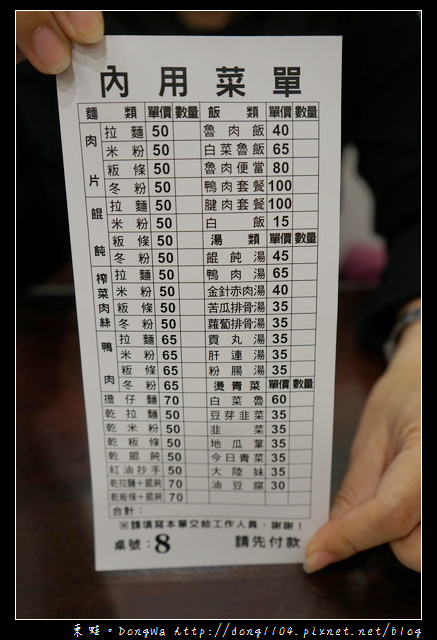 內用菜單
麵類 單價 數量 飯類 單價 數量
肉片 拉麵 50 魯肉飯 40
米粉 50 白菜魯飯 65
粄條 50 魯肉便當 80
冬粉 50 鴨肉套餐 100
餛飩 拉麵 50 腱肉套餐 100
米粉 50 白飯 15
粄條 50 湯類 單價 數量
冬粉 50 餛飩湯 45
榨菜肉絲 拉麵 50 鴨肉湯 65
米粉 50 金針赤肉湯 40
粄條 50 苦瓜排骨湯 35
冬粉 50 蘿蔔排骨湯 35
鴨肉 拉麵 65 貢丸湯 35
米粉 65 肝連湯 35
粄條 65 粉腸湯 35
冬粉 65 燙青菜 單價 數量
擔仔麵 70 白菜魯 60
乾拉麵 50 豆芽韭菜 35
乾米粉 50 韭菜 35
乾粄條 50 地瓜葉 35
乾餛飩 50 今日青菜 35
紅油抄手 50 大陸妹 35
乾拉麵+餛飩 70 油豆腐 30
乾粄條+餛飩 70
合計:
※請填寫本單交給工作人員,謝謝!
桌號:8 請先付款
東蛙。DongWa http://dong1104.pixnet.net/blog